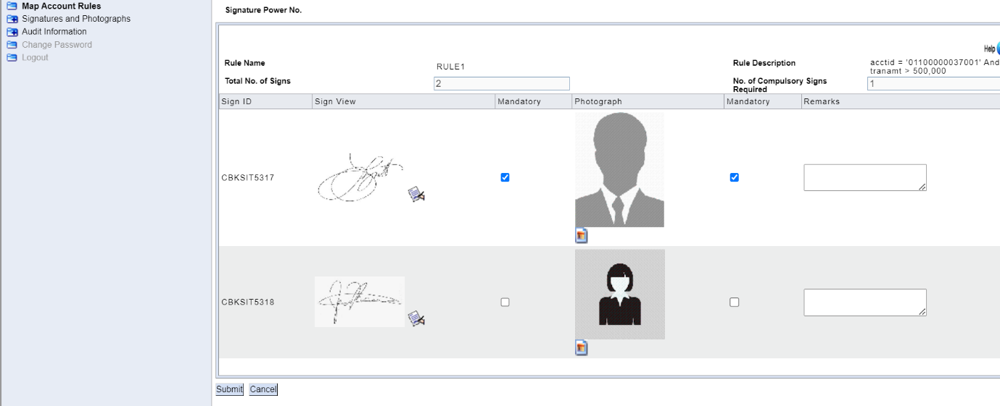 Map Account Rules
Signatures and Photographs
Audit Information
Change Password
Logout
Signature Power No.
Help
Rule Name
RULE1
Rule Description
acctid = '01100000037001' And
tranamt > 500,000
Total No. of Signs
2
No. of Compulsory Signs
Required
1
Sign ID Sign View Mandatory Photograph Mandatory Remarks
CBKSIT5317
CBKSIT5318
Submit Cancel